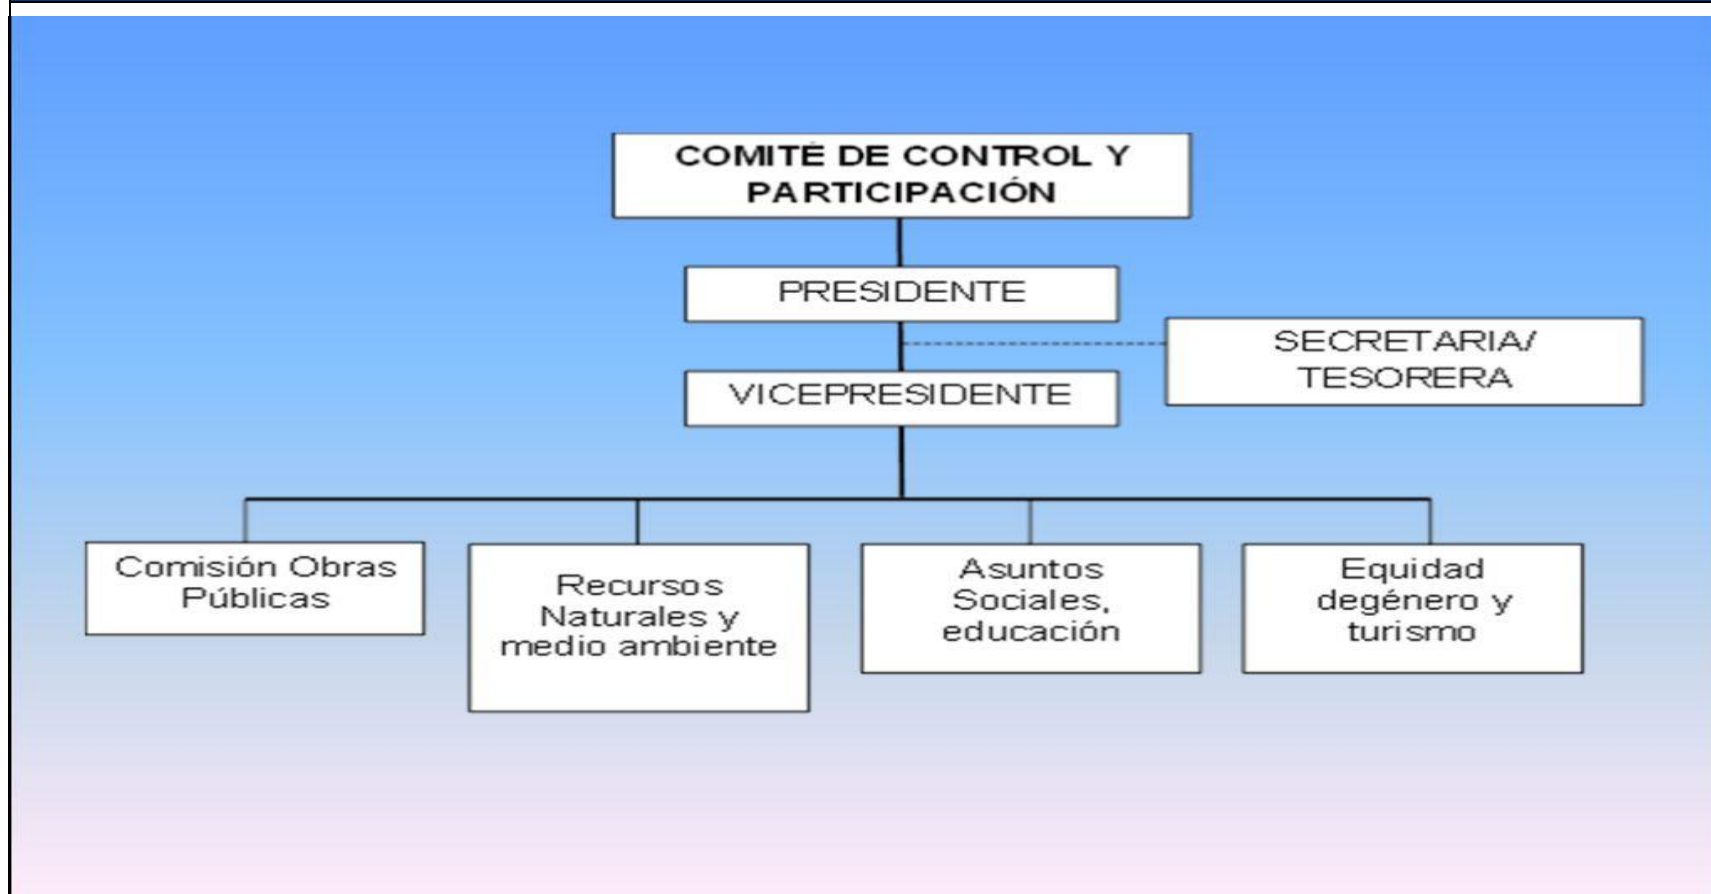 COMITÉ DE CONTROL Y
PARTICIPACIÓN
PRESIDENTE
SECRETARIA/
TESORERA
VICEPRESIDENTE
Comisión Obras
Públicas
Recursos
Naturales y
medio ambiente
Asuntos
Sociales,
educación
Equidad
degénero y
turismo